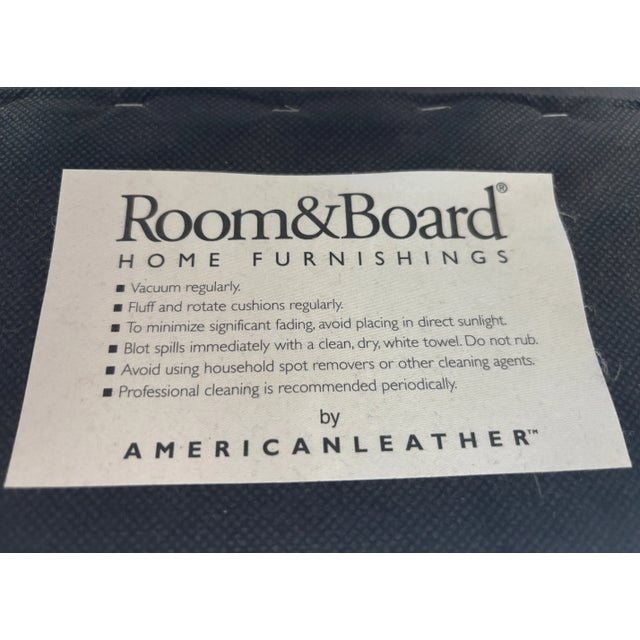 Room&Board®
HOME FURNISHINGS
■ Vacuum regularly.
■ Fluff and rotate cushions regularly.
■ To minimize significant fading, avoid placing in direct sunlight.
■ Blot spills immediately with a clean, dry, white towel. Do not rub.
■ Avoid using household spot removers or other cleaning agents.
■ Professional cleaning is recommended periodically.
by
AMERICANLEATHER™